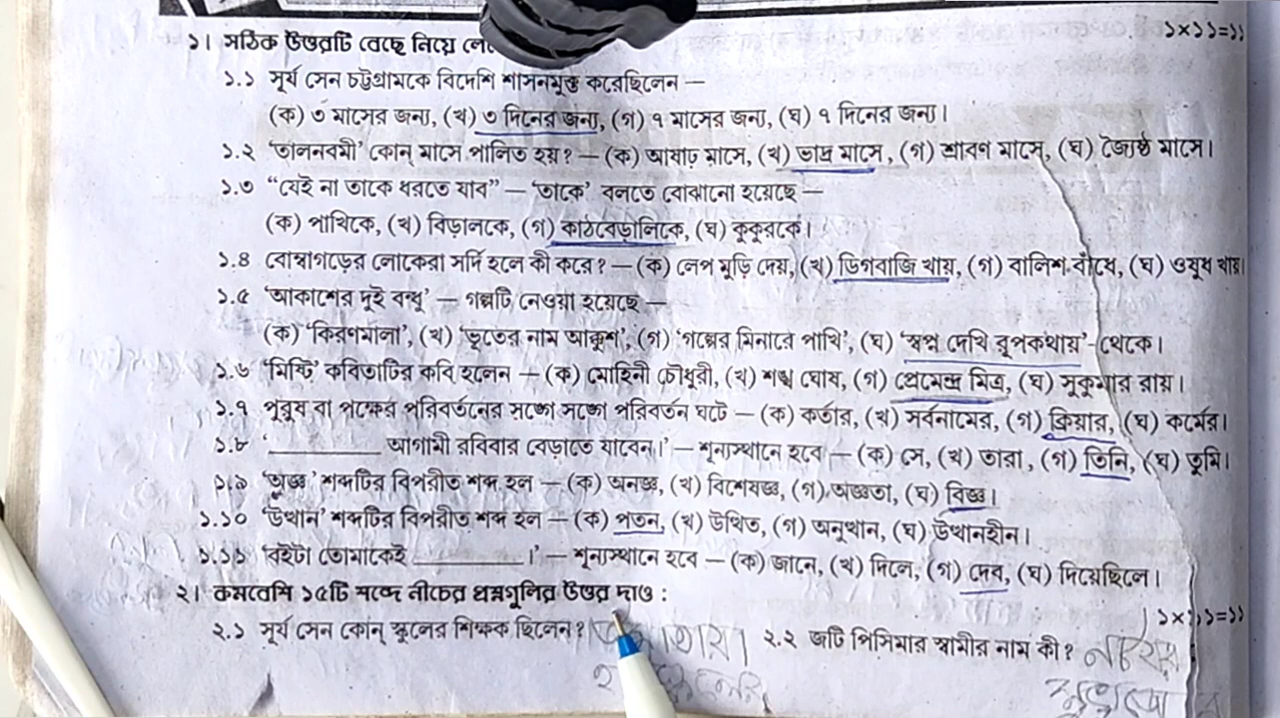 ১। সঠিক উত্তরটি বেছে নিয়ে ১×১১=১১
১.১ সূর্য সেন চট্টগ্রামকে বিদেশি শাসনমুক্ত করেছিলেন —
(ক) ৩ মাসের জন্য, (খ) ৩ দিনের জন্য, (গ) ৭ মাসের জন্য, (ঘ) ৭ দিনের জন্য।
১.২ 'তালনবমী' কোন্ মাসে পালিত হয়? — (ক) আষাঢ় মাসে, (খ) ভাদ্র মাসে, (গ) শ্রাবণ মাসে, (ঘ) জ্যৈষ্ঠ মাসে।
১.৩ “যেই না তাকে ধরতে যাব” — 'তাকে' বলতে বোঝানো হয়েছে —
(ক) পাখিকে, (খ) বিড়ালকে, (গ) কাঠবেড়ালিকে, (ঘ) কুকুরকে।
১.৪ বোম্বাগড়ের লোকেরা সর্দি হলে কী করে? — (ক) লেপ মুড়ি দেয়, (খ) ডিগবাজি খায়, (গ) বালিশ বাঁধে, (ঘ) ওষুধ খায়।
১.৫ 'আকাশের দুই বন্ধু' — গল্পটি নেওয়া হয়েছে —
(ক) 'কিরণমালা', (খ) 'ভূতের নাম আক্কুশ', (গ) 'গল্পের মিনারে পাখি', (ঘ) 'স্বপ্ন দেখি রূপকথায়'-থেকে।
১.৬ 'মিষ্টি' কবিতাটির কবি হলেন — (ক) মোহিনী চৌধুরী, (খ) শঙ্খ ঘোষ, (গ) প্রেমেন্দ্র মিত্র, (ঘ) সুকুমার রায়।
১.৭ পুরুষ বা পক্ষের পরিবর্তনের সঙ্গে সঙ্গে পরিবর্তন ঘটে — (ক) কর্তার, (খ) সর্বনামের, (গ) ক্রিয়ার, (ঘ) কর্মের।
১.৮ '__________ আগামী রবিবার বেড়াতে যাবেন।' — শূন্যস্থানে হবে — (ক) সে, (খ) তারা, (গ) তিনি, (ঘ) তুমি।
১.৯ 'অজ্ঞ' শব্দটির বিপরীত শব্দ হল — (ক) অনজ্ঞ, (খ) বিশেষজ্ঞ, (গ) অজ্ঞতা, (ঘ) বিজ্ঞ।
১.১০ 'উত্থান' শব্দটির বিপরীত শব্দ হল — (ক) পতন, (খ) উত্থিত, (গ) অনুত্থান, (ঘ) উত্থানহীন।
১.১১ 'বইটা তোমাকেই __________।' — শূন্যস্থানে হবে — (ক) জানে, (খ) দিলে, (গ) দেব, (ঘ) দিয়েছিলে।
২। কমবেশি ১৫টি শব্দে নীচের প্রশ্নগুলির উত্তর দাও : ১×১১=১১
২.১ সূর্য সেন কোন্ স্কুলের শিক্ষক ছিলেন? ২.২ জটি পিসিমার স্বামীর নাম কী?